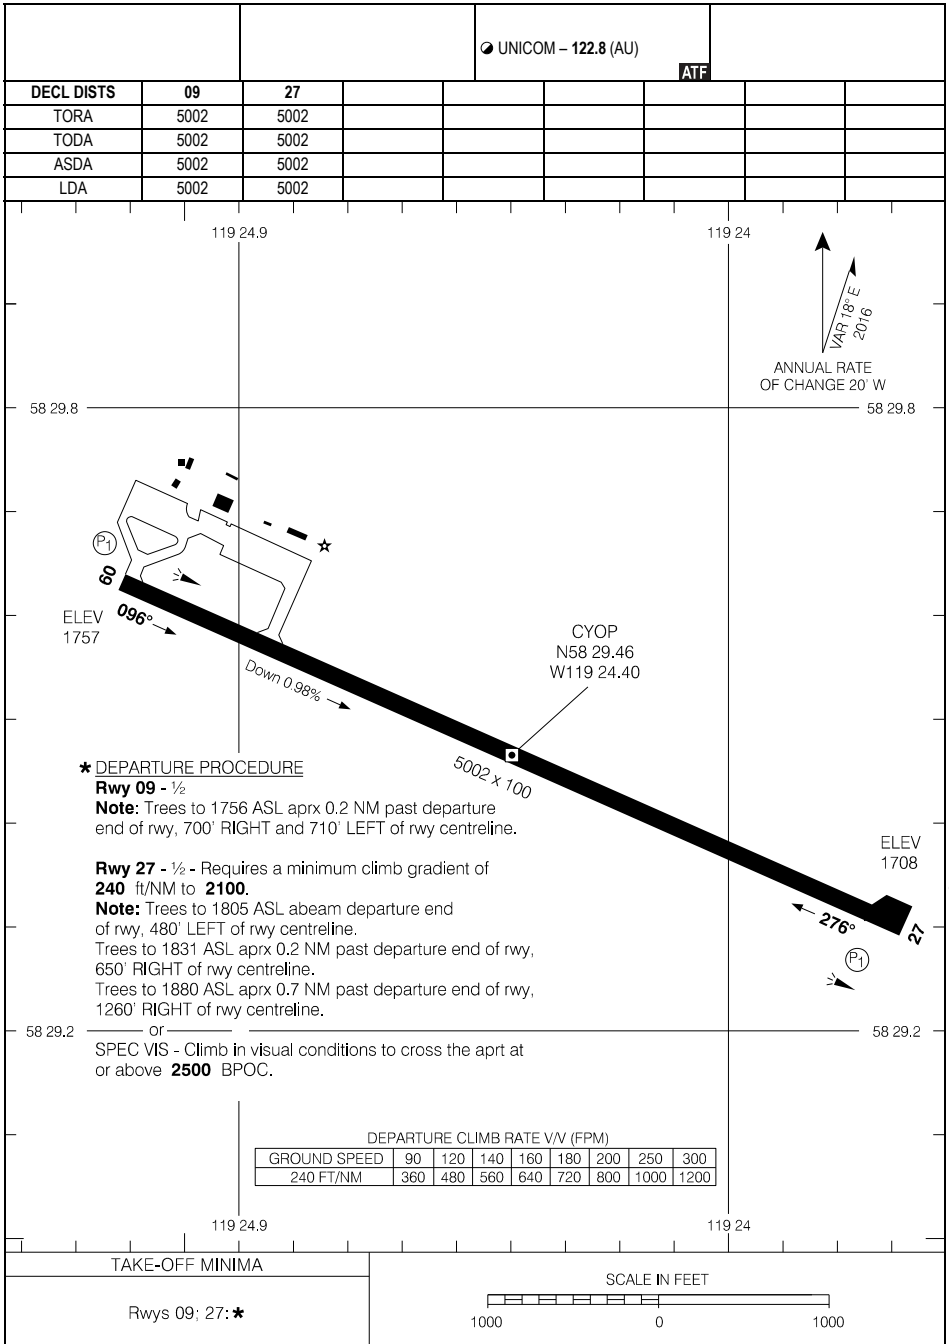 UNICOM – 122.8 (AU)
ATF
DECL DISTS 09 27
TORA 5002 5002
TODA 5002 5002
ASDA 5002 5002
LDA 5002 5002
119 24.9 119 24
VAR 18° E
2016
ANNUAL RATE
OF CHANGE 20' W
58 29.8 58 29.8
P1
09
096°
ELEV
1757
Down 0.98%
CYOP
N58 29.46
W119 24.40
5002 x 100
* DEPARTURE PROCEDURE
Rwy 09 - ½
Note: Trees to 1756 ASL aprx 0.2 NM past departure
end of rwy, 700' RIGHT and 710' LEFT of rwy centreline.
Rwy 27 - ½ - Requires a minimum climb gradient of
240 ft/NM to 2100.
Note: Trees to 1805 ASL abeam departure end
of rwy, 480' LEFT of rwy centreline.
Trees to 1831 ASL aprx 0.2 NM past departure end of rwy,
650' RIGHT of rwy centreline.
Trees to 1880 ASL aprx 0.7 NM past departure end of rwy,
1260' RIGHT of rwy centreline.
ELEV
1708
276°
27
P1
58 29.2 or 58 29.2
SPEC VIS - Climb in visual conditions to cross the aprt at
or above 2500 BPOC.
DEPARTURE CLIMB RATE V/V (FPM)
GROUND SPEED 90 120 140 160 180 200 250 300
240 FT/NM 360 480 560 640 720 800 1000 1200
119 24.9 119 24
TAKE-OFF MINIMA
Rwys 09; 27: *
SCALE IN FEET
1000 0 1000